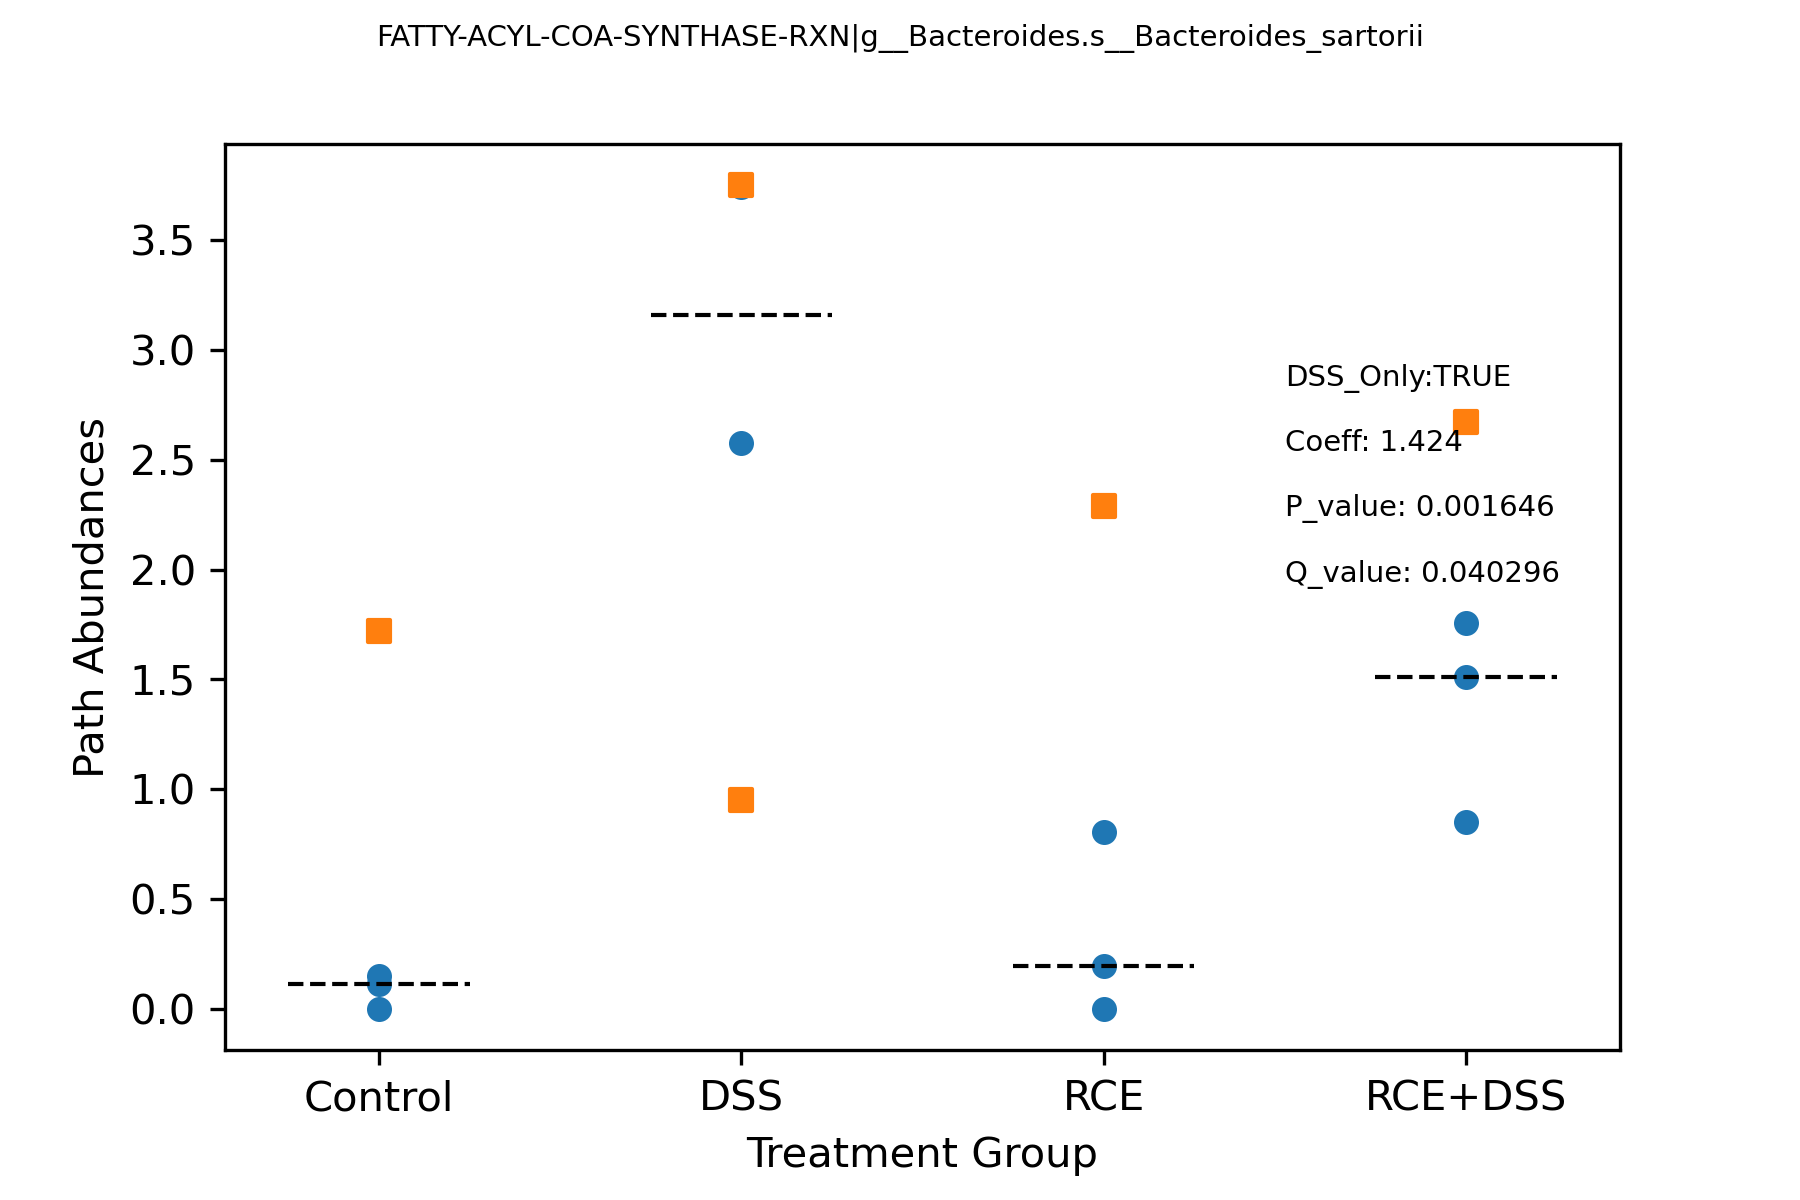 FATTY-ACYL-COA-SYNTHASE-RXN|g__Bacteroides.s__Bacteroides_sartorii
Path Abundances
3.5
3.0
2.5
2.0
1.5
1.0
0.5
0.0
DSS_Only:TRUE
Coeff: 1.424
P_value: 0.001646
Q_value: 0.040296
Control
DSS
RCE
RCE+DSS
Treatment Group